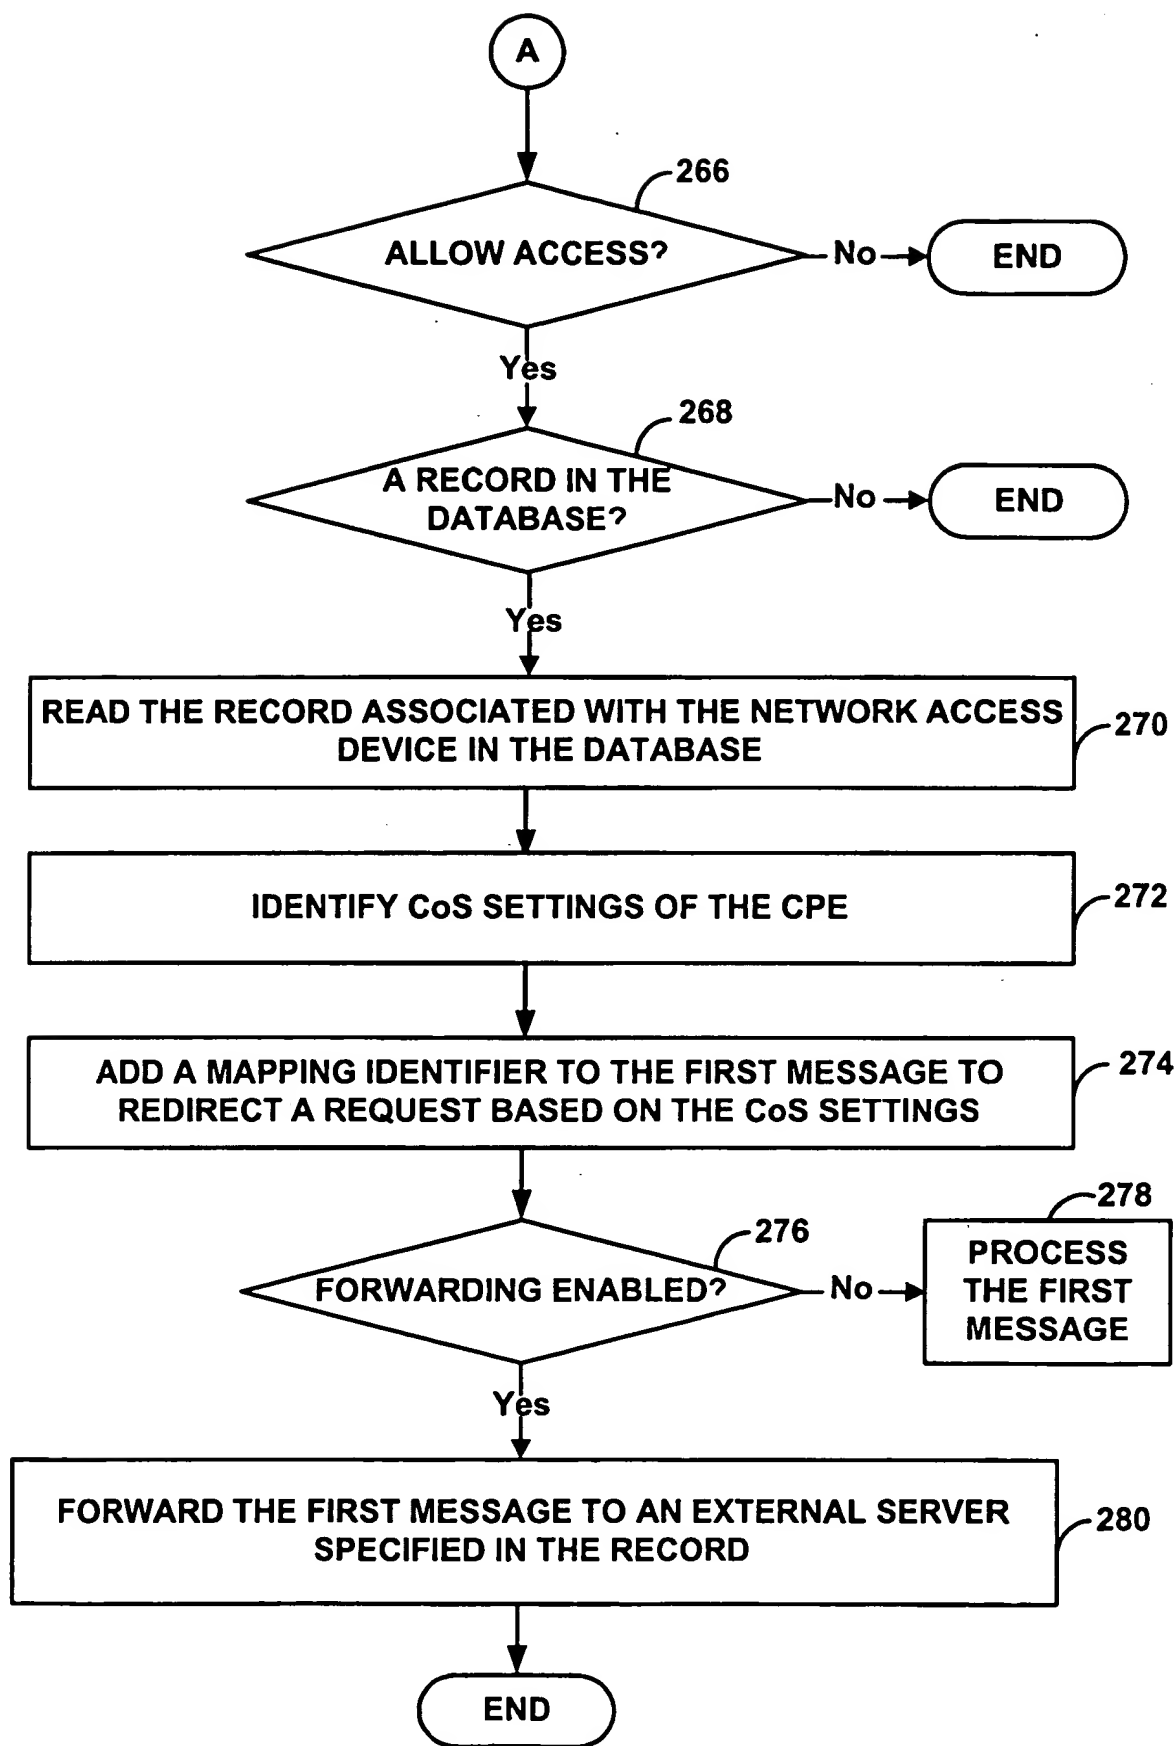 A
266
ALLOW ACCESS?
No
END
Yes
268
A RECORD IN THE
DATABASE?
No
END
Yes
READ THE RECORD ASSOCIATED WITH THE NETWORK ACCESS
DEVICE IN THE DATABASE
270
IDENTIFY CoS SETTINGS OF THE CPE
272
ADD A MAPPING IDENTIFIER TO THE FIRST MESSAGE TO
REDIRECT A REQUEST BASED ON THE CoS SETTINGS
274
276
FORWARDING ENABLED?
No
278
PROCESS
THE FIRST
MESSAGE
Yes
FORWARD THE FIRST MESSAGE TO AN EXTERNAL SERVER
SPECIFIED IN THE RECORD
280
END